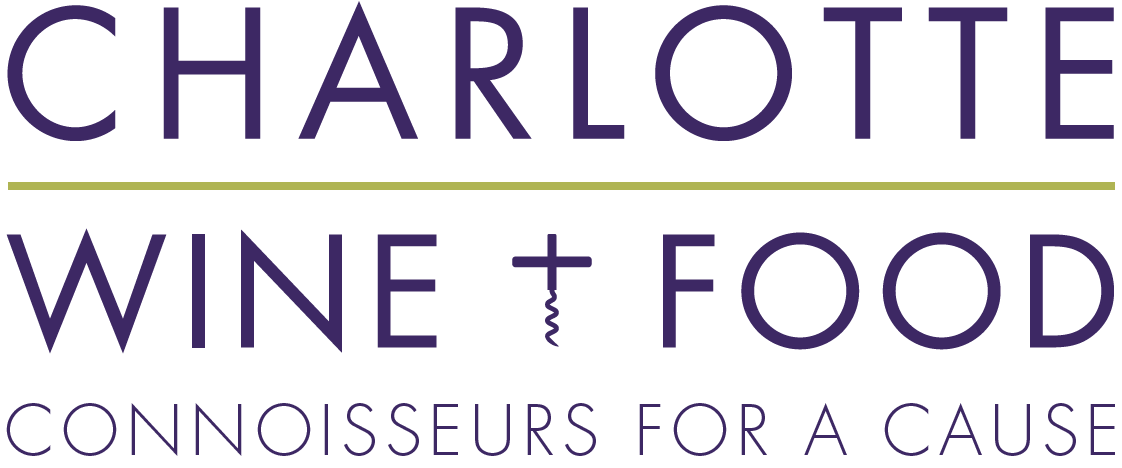 CHARLOTTE
WINE + FOOD
CONNOISSEURS FOR A CAUSE